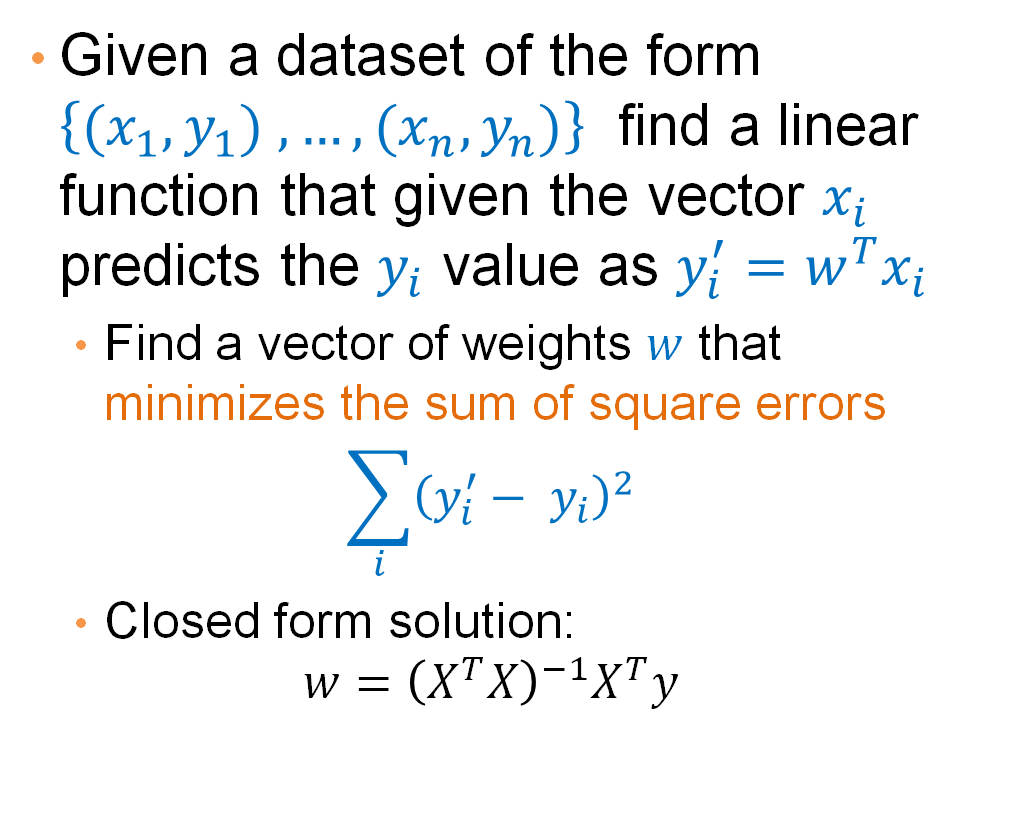 • Given a dataset of the form
{(x₁, y₁) , … , (xₙ, yₙ)} find a linear
function that given the vector xᵢ
predicts the yᵢ value as yᵢ′ = wᵀxᵢ
• Find a vector of weights w that
minimizes the sum of square errors
∑ᵢ(yᵢ′ − yᵢ)²
• Closed form solution:
w = (XᵀX)⁻¹Xᵀy